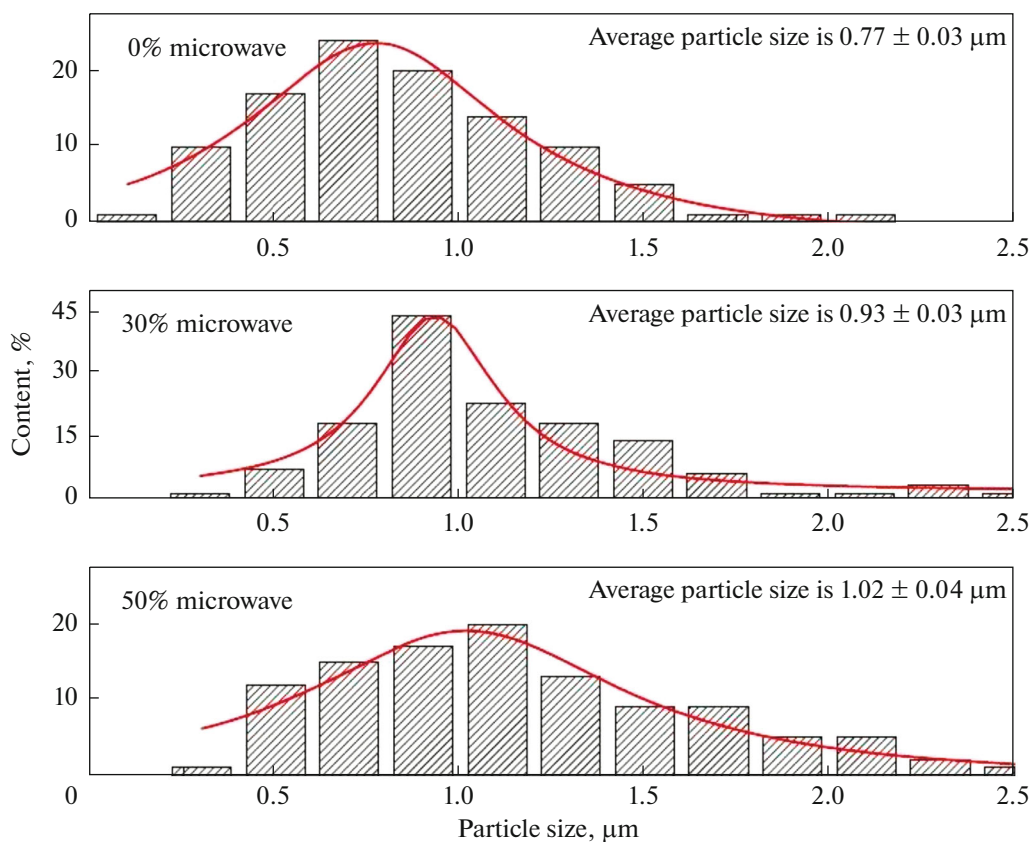 0% microwave
Average particle size is 0.77 ± 0.03 μm
20
10
0
0.5 1.0 1.5 2.0 2.5
30% microwave
Average particle size is 0.93 ± 0.03 μm
45
30
15
0
0.5 1.0 1.5 2.0 2.5
Content, %
50% microwave
Average particle size is 1.02 ± 0.04 μm
20
10
0 0.5 1.0 1.5 2.0 2.5
Particle size, μm